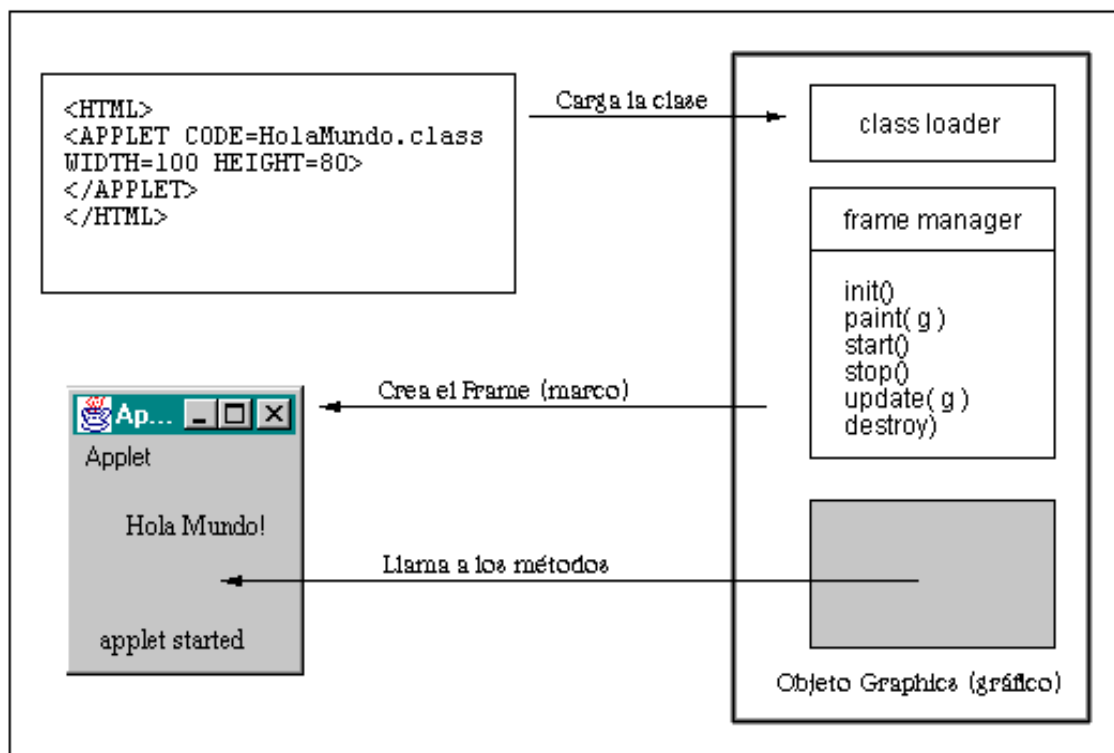 <HTML>
<APPLET CODE=HolaMundo.class
WIDTH=100 HEIGHT=80>
</APPLET>
</HTML>
Carga la clase
class loader
frame manager
init()
paint( g )
start()
stop()
update( g )
destroy)
Crea el Frame (marco)
Ap...
Applet
Hola Mundo!
applet started
Llama a los métodos
Objeto Graphics (gráfico)